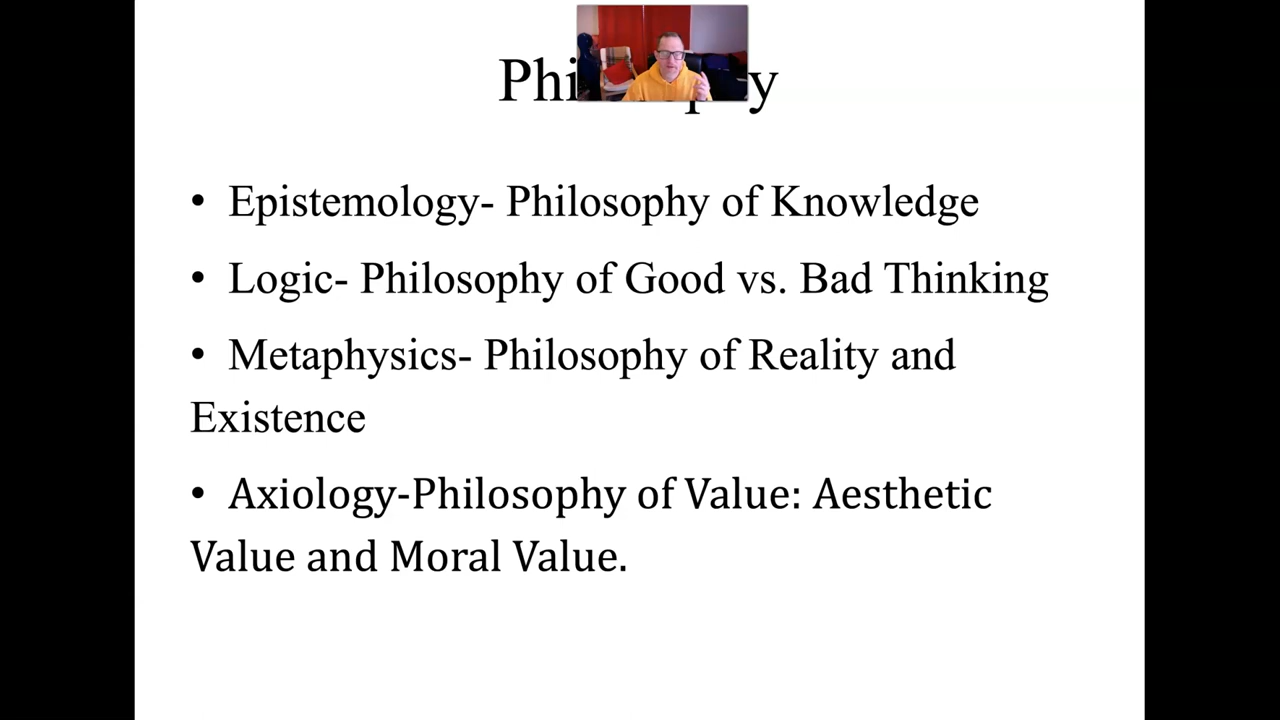 • Epistemology- Philosophy of Knowledge
• Logic- Philosophy of Good vs. Bad Thinking
• Metaphysics- Philosophy of Reality and
Existence
• Axiology-Philosophy of Value: Aesthetic
Value and Moral Value.